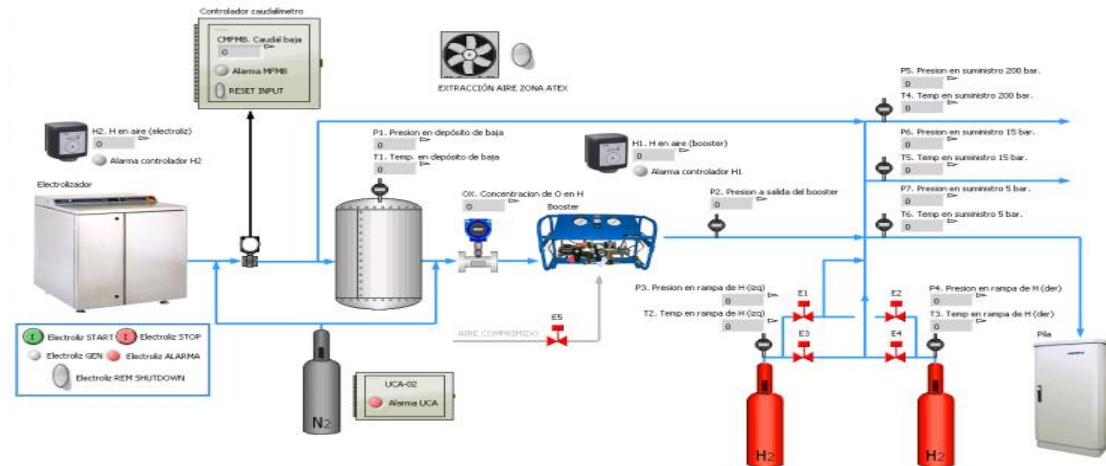 Controlador caudalímetro
CMFMB. Caudal baja
0
Alarma MFMB
RESET INPUT
EXTRACCIÓN AIRE ZONA ATEX
H2. H en aire (electroliz)
0
Alarma controlador H2
P1. Presion en depósito de baja
0
T1. Temp. en depósito de baja
0
H1. H en aire (booster)
0
Alarma controlador H1
P5. Presion en suministro 200 bar.
0
T4. Temp en suministro 200 bar.
0
P6. Presion en suministro 15 bar.
0
T5. Temp en suministro 15 bar.
0
P7. Presion en suministro 5 bar.
0
T6. Temp en suministro 5 bar.
0
Electrolizador
OX. Concentracion de O en H
0
Booster
P2. Presion a salida del booster
0
P3. Presion en rampa de H (izq)
0
T2. Temp en rampa de H (izq)
0
E1
E2
E3
E4
P4. Presion en rampa de H (der)
0
T3. Temp en rampa de H (der)
0
Pila
AIRE COMPRIMIDO
E5
Electroliz START
Electroliz STOP
Electroliz GEN
Electroliz ALARMA
Electroliz REM SHUTDOWN
N2
UCA-02
Alarma UCA
H2
H2